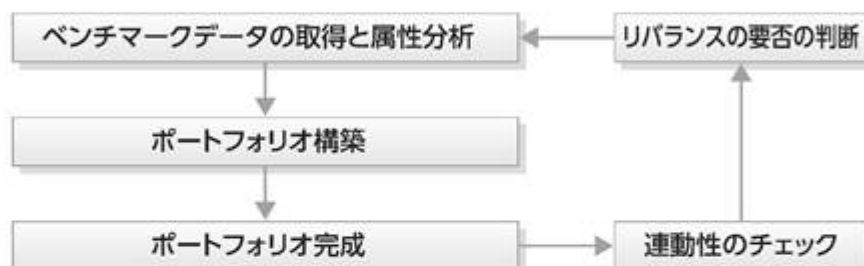 ベンチマークデータの取得と属性分析
リバランスの要否の判断
ポートフォリオ構築
ポートフォリオ完成
連動性のチェック